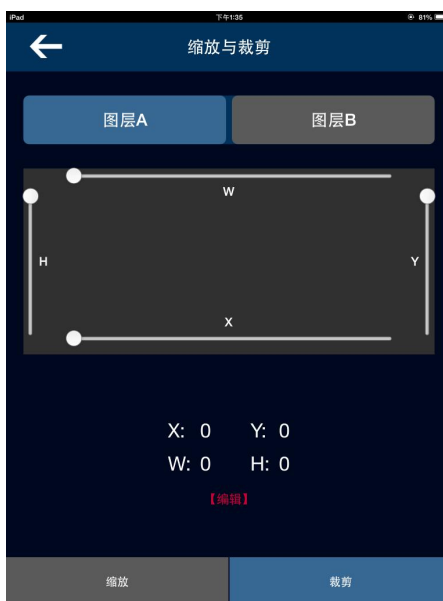 iPad 下午1:35 81%
缩放与裁剪
图层A 图层B
W
H Y
X
X: 0 Y: 0
W: 0 H: 0
【编辑】
缩放 裁剪